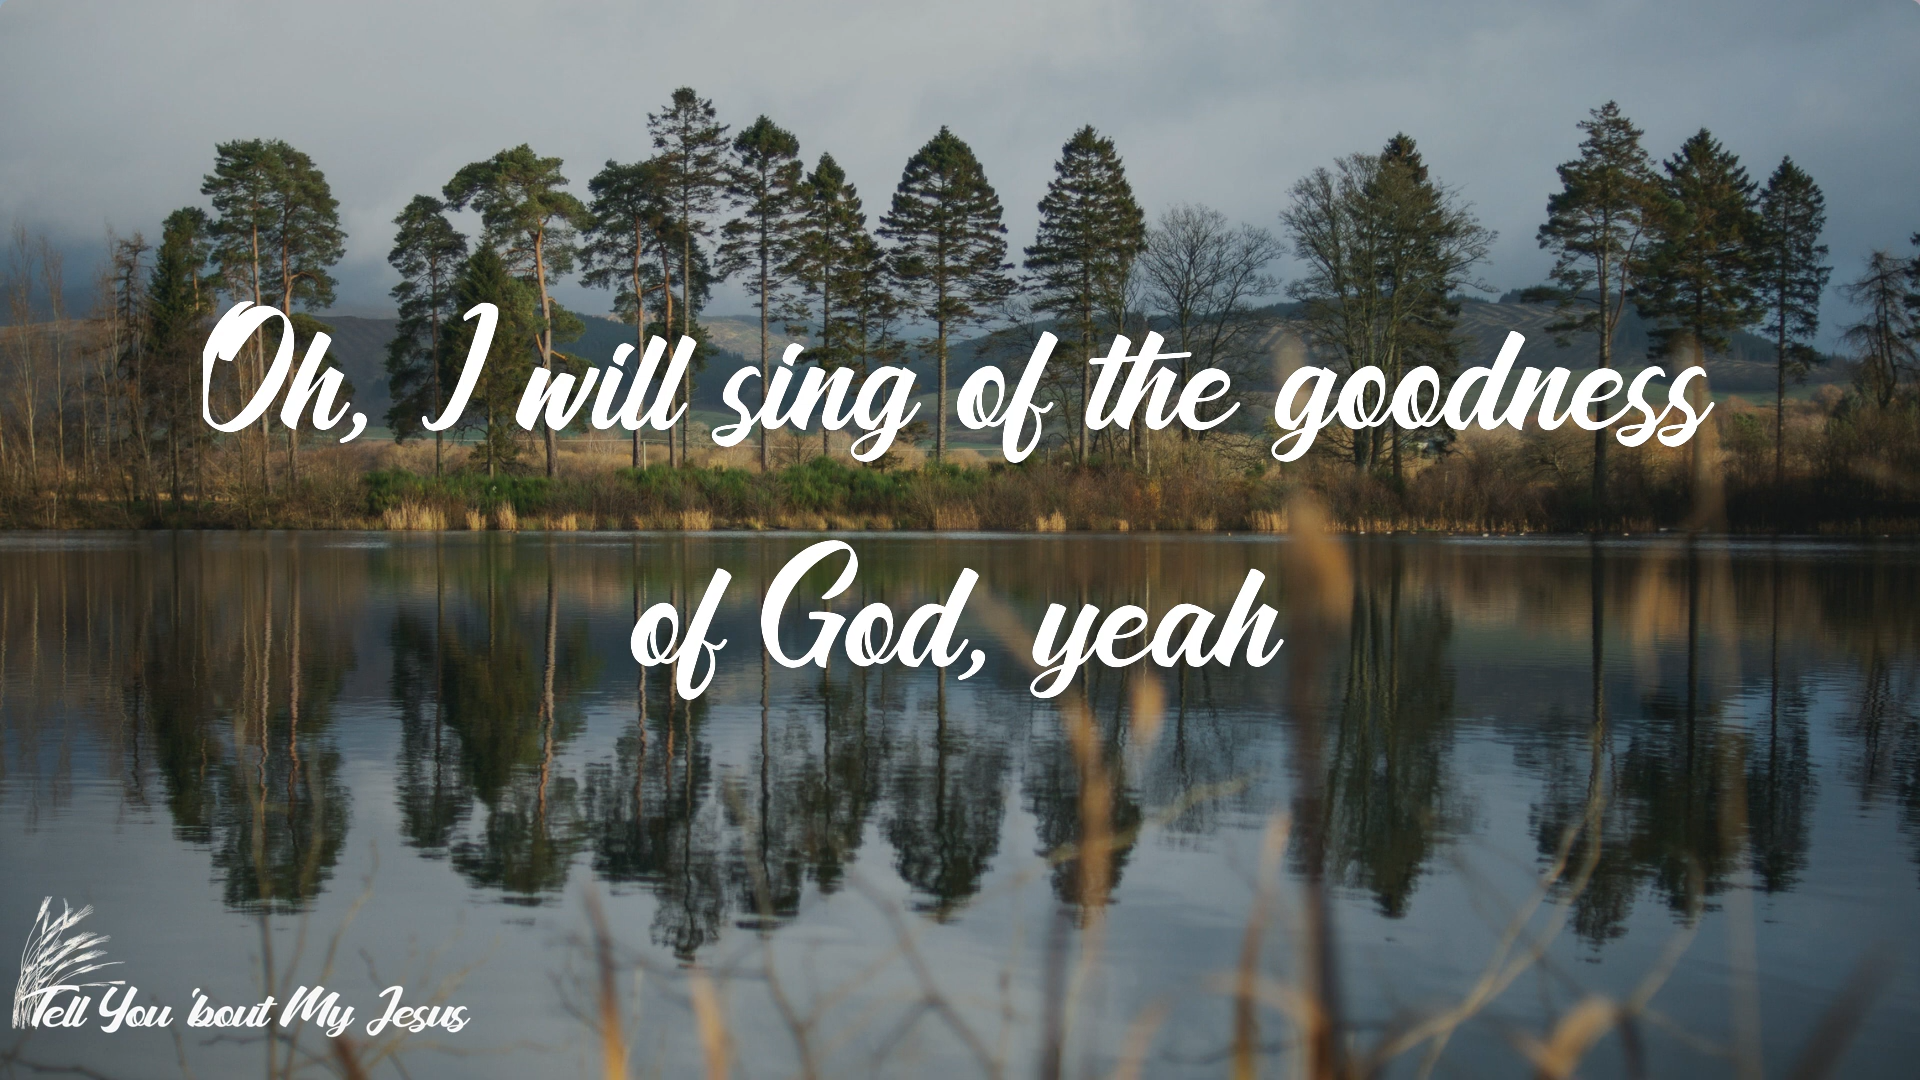 Oh, I will sing of the goodness
of God, yeah
Tell You 'bout My Jesus